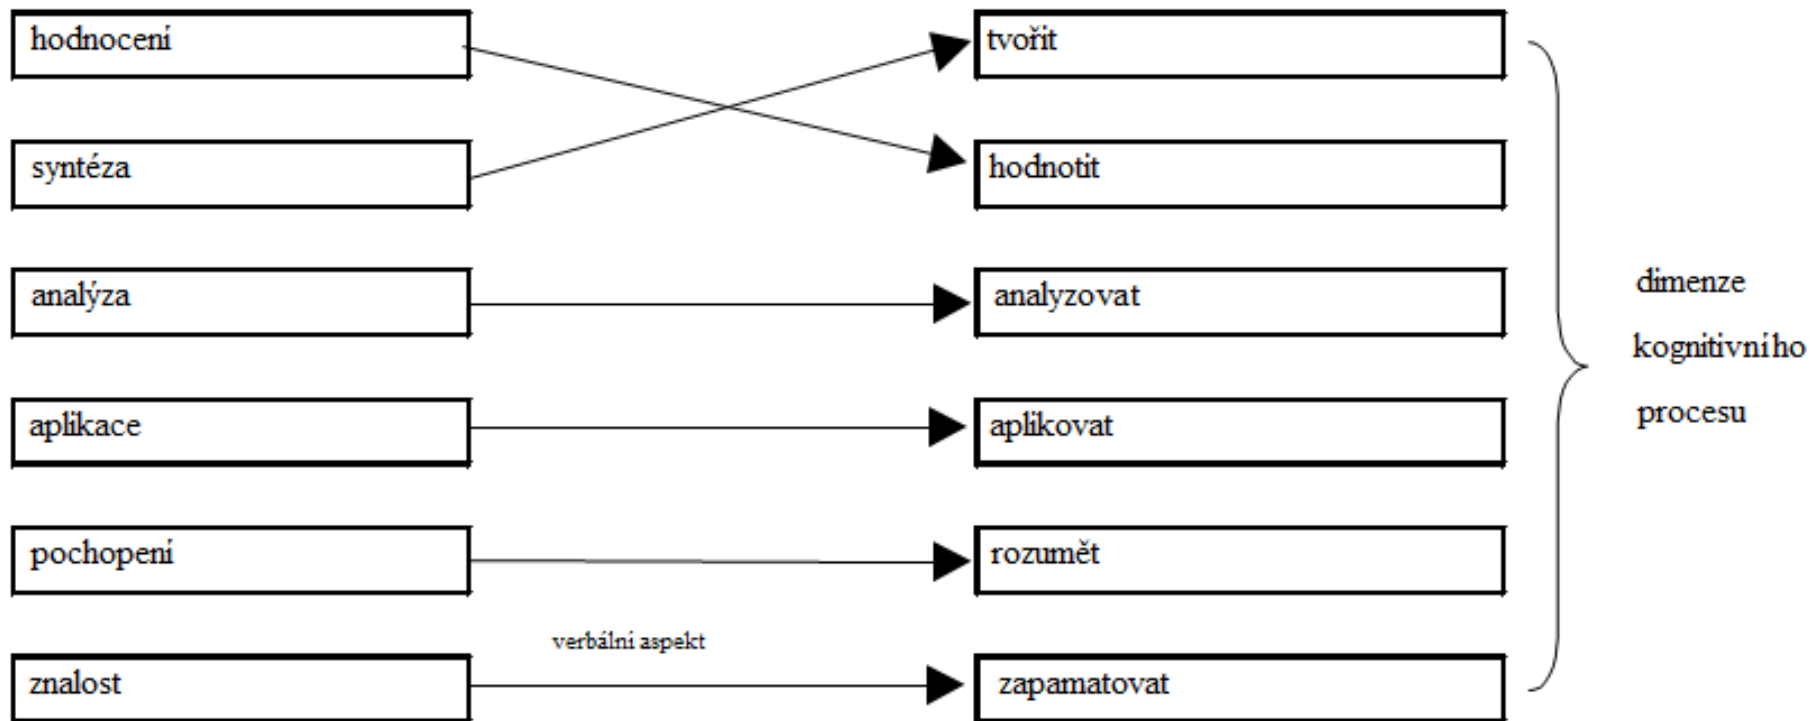 hodnocení
tvořit
syntéza
hodnotit
analýza
analyzovat
dimenze
kognitivního
procesu
aplikace
aplikovat
pochopení
rozumět
verbální aspekt
znalost
zapamatovat